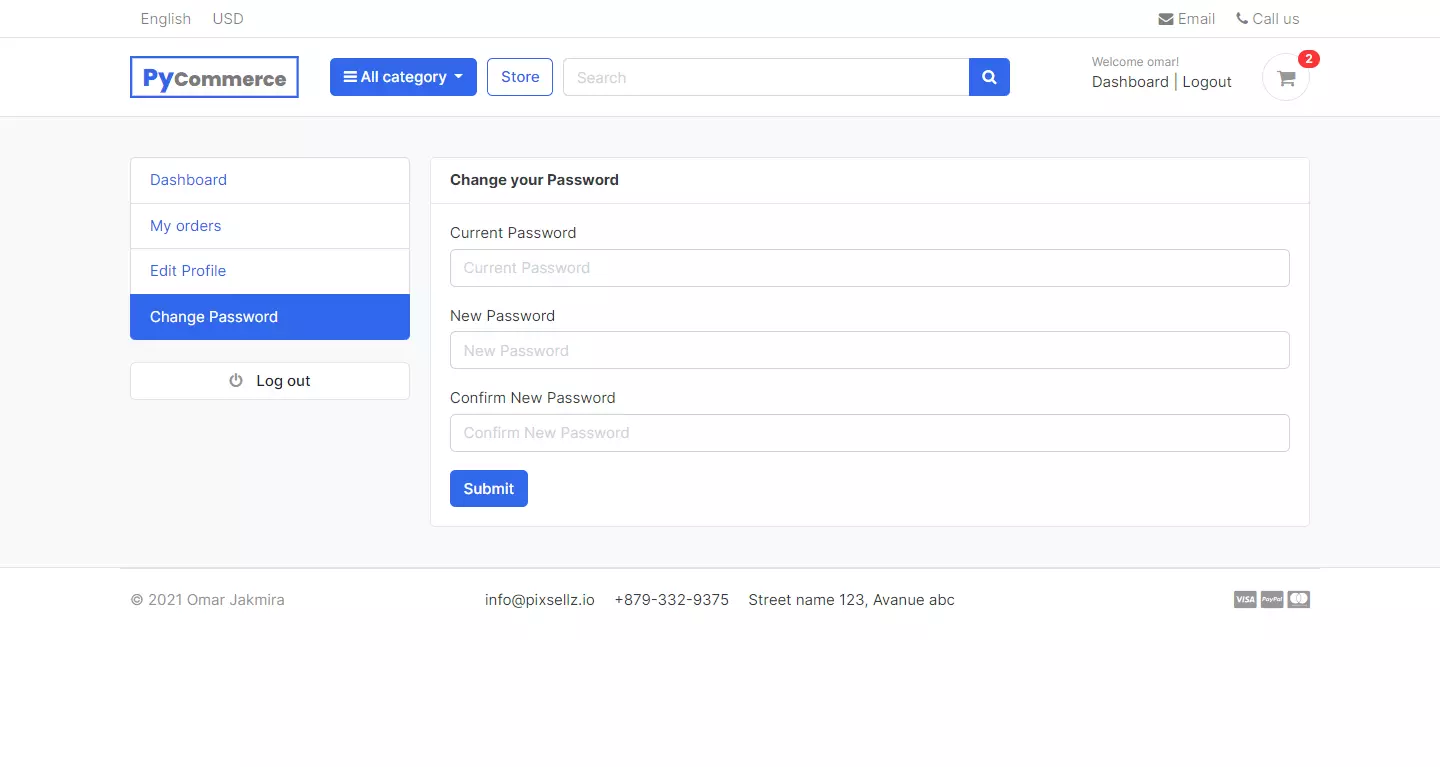 English USD Email Call us
PyCommerce All category Store Search Welcome omar! 2
Dashboard | Logout
Dashboard
My orders
Edit Profile
Change Password
Log out
Change your Password
Current Password
Current Password
New Password
New Password
Confirm New Password
Confirm New Password
Submit
© 2021 Omar Jakmira info@pixsellz.io +879-332-9375 Street name 123, Avanue abc VISA PayPal